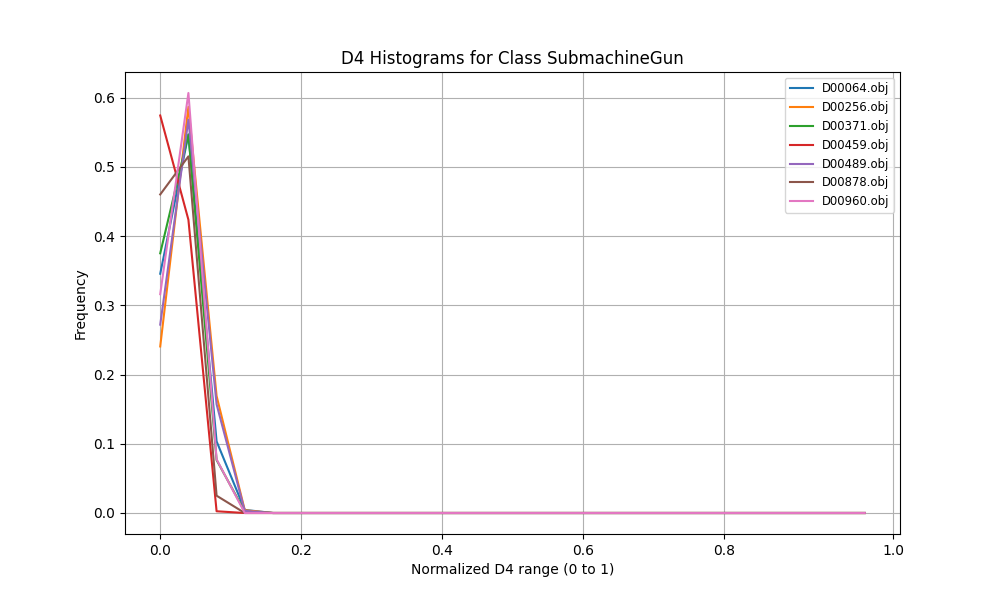 D4 Histograms for Class SubmachineGun
D00064.obj
D00256.obj
D00371.obj
D00459.obj
D00489.obj
D00878.obj
D00960.obj
Frequency
0.6
0.5
0.4
0.3
0.2
0.1
0.0
0.0 0.2 0.4 0.6 0.8 1.0
Normalized D4 range (0 to 1)